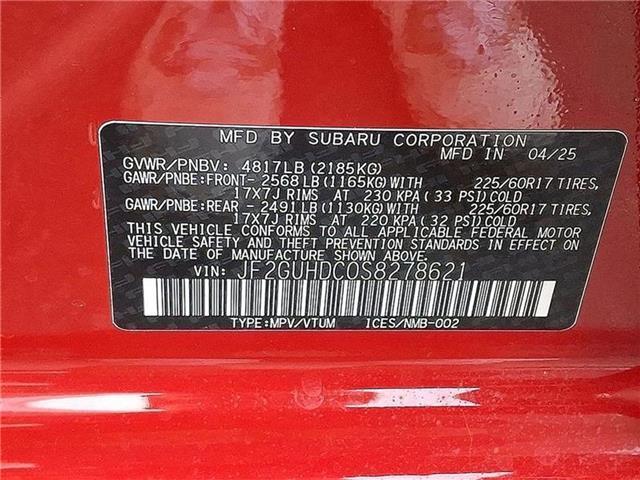 MFD BY SUBARU CORPORATION
MFD IN 04/25
GVWR/PNBV: 4817LB (2185KG)
GAWR/PNBE:FRONT-2568LB (1165KG)WITH 225/60R17 TIRES,
17X7J RIMS AT 230 KPA (33 PSI)COLD
GAWR/PNBE:REAR -2491LB (1130KG)WITH 225/60R17 TIRES,
17X7J RIMS AT 220 KPA (32 PSI)COLD
THIS VEHICLE CONFORMS TO ALL APPLICABLE FEDERAL MOTOR
VEHICLE SAFETY AND THEFT PREVENTION STANDARDS IN EFFECT ON
THE DATE OF MANUFACTURE SHOWN ABOVE.
VIN: JF2GUHDC0S8278621
TYPE:MPV/VTUM ICES/NMB-002